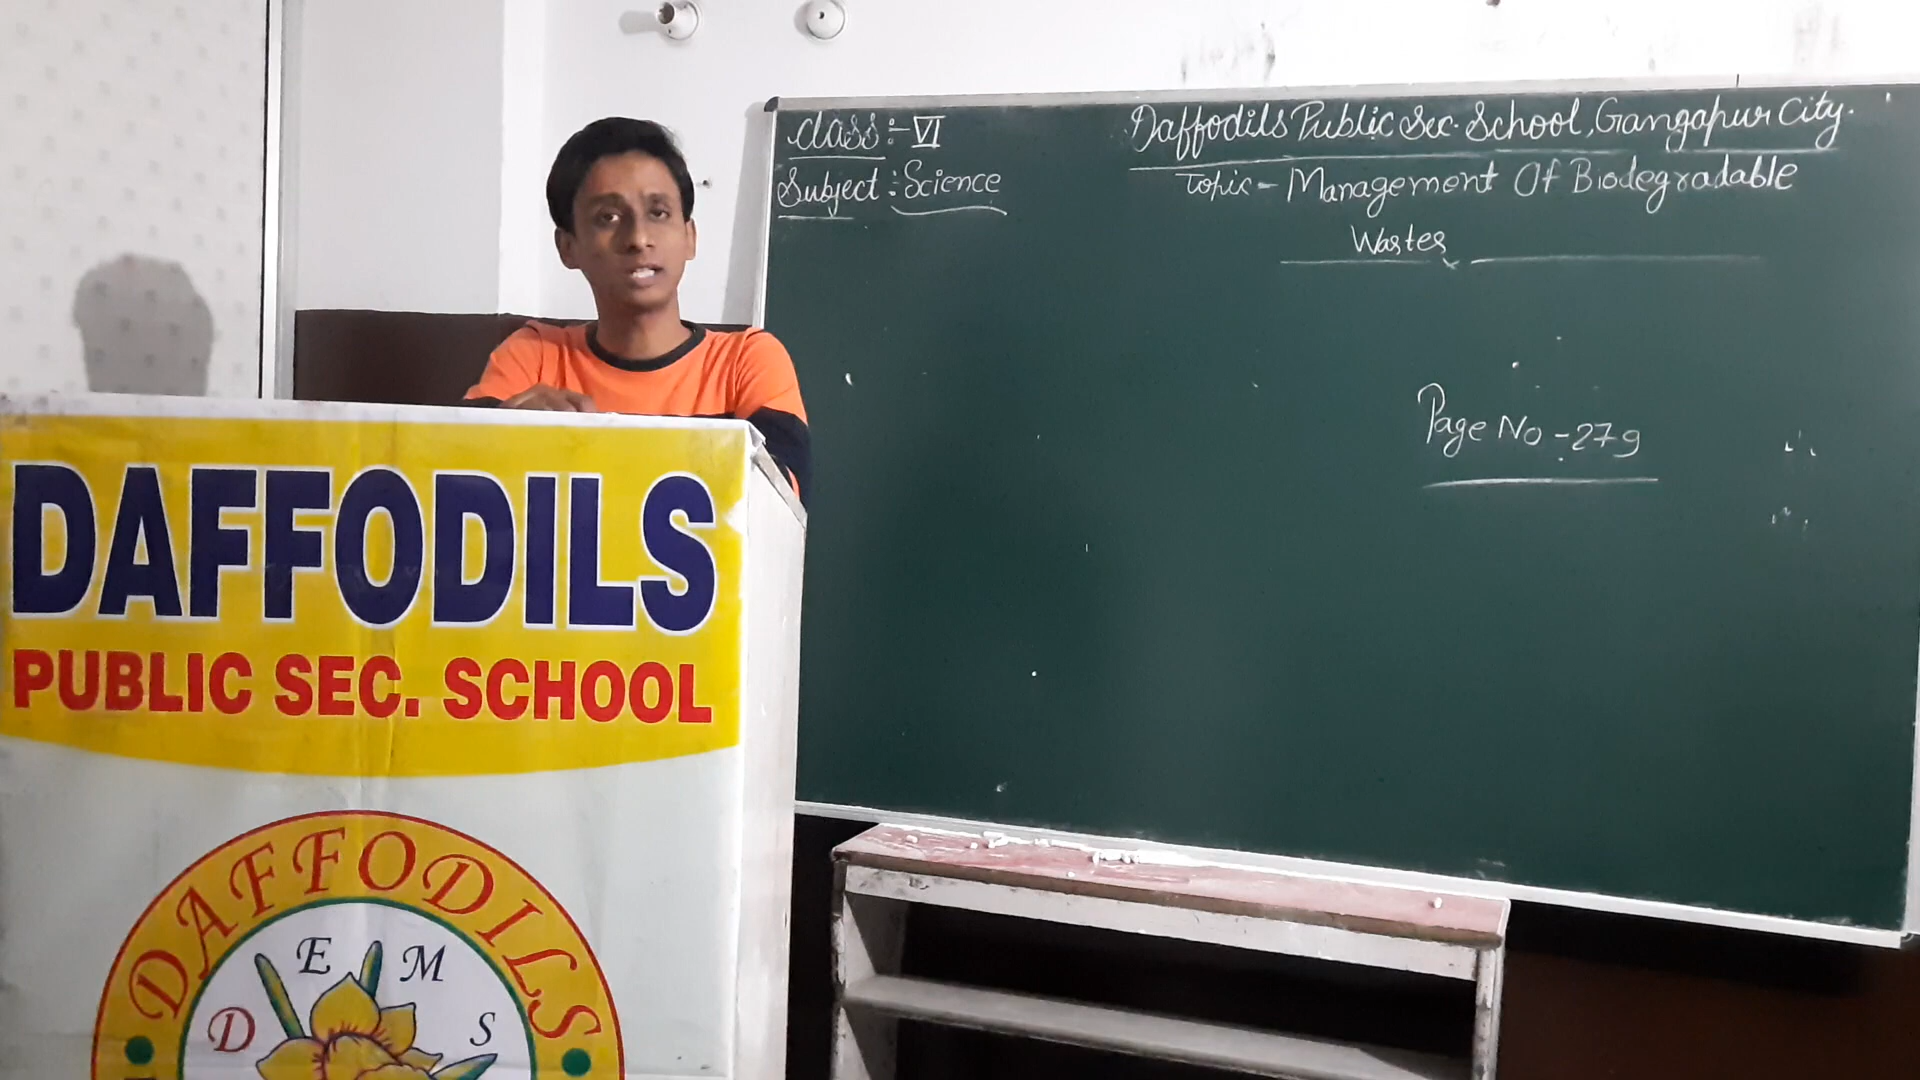 Class:- VI
Subject:- Science
Daffodils Public Sec. School, Gangapur City.
Topic - Management Of Biodegradable
Wastes
Page No - 279
DAFFODILS
PUBLIC SEC. SCHOOL
DAFFODILS
D E M S